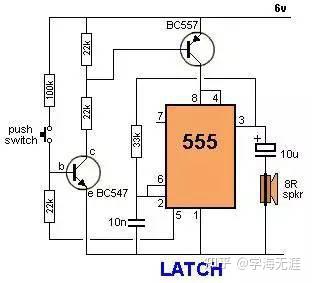 BC557
6v
22k
100k
8
4
push
switch
22k
7
33k
555
3
+
10u
c
b
BC547
e
6
2
8R
spkr
22k
10n
5
1
LATCH
知乎 @学海无涯